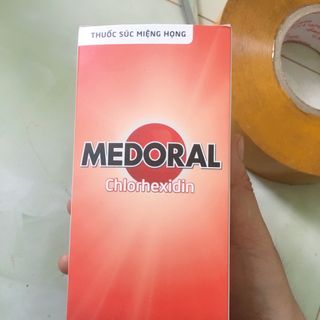 THUỐC SÚC MIỆNG HỌNG
MEDORAL
Chlorhexidin